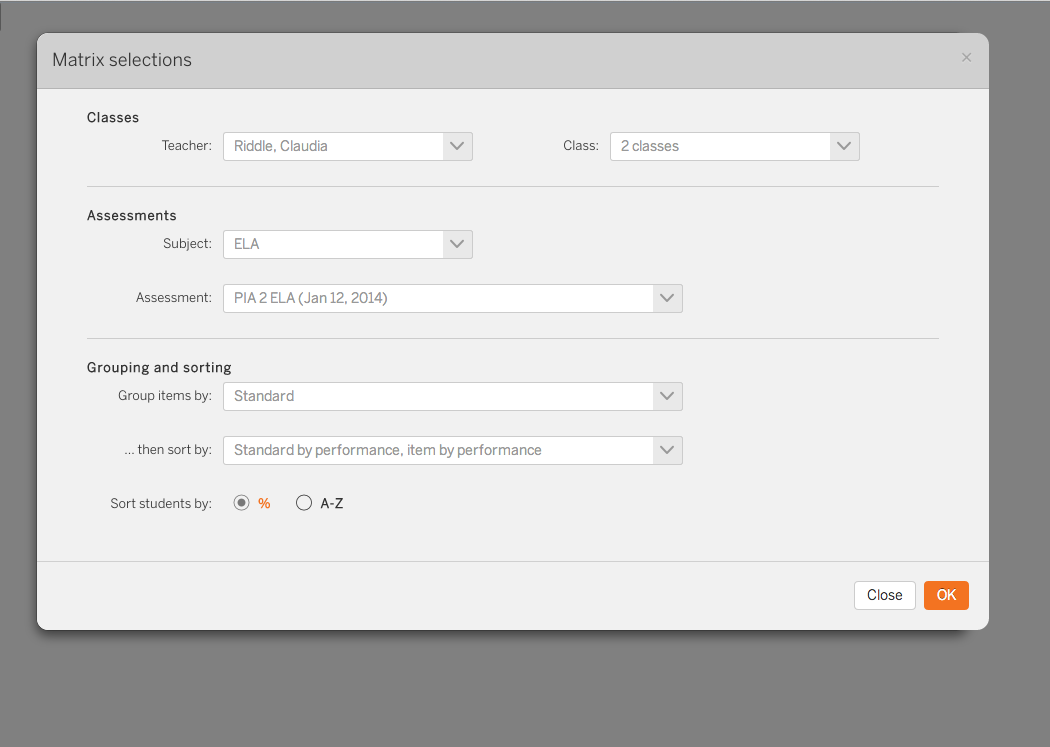 Matrix selections
×
Classes
Teacher: Riddle, Claudia Class: 2 classes
Assessments
Subject: ELA
Assessment: PIA 2 ELA (Jan 12, 2014)
Grouping and sorting
Group items by: Standard
... then sort by: Standard by performance, item by performance
Sort students by: % A-Z
Close OK